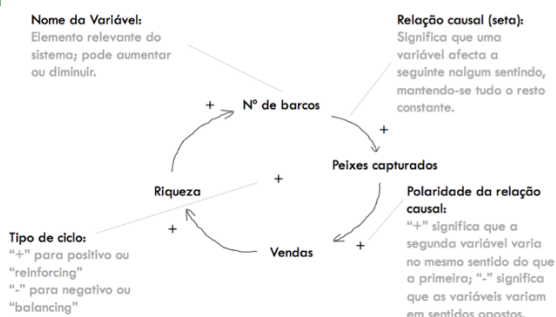 Nome da Variável:
Elemento relevante do
sistema; pode aumentar
ou diminuir.
Relação causal (seta):
Significa que uma
variável afecta a
seguinte nalgum sentido,
mantendo-se tudo o resto
constante.
+
Nº de barcos
+
Peixes capturados
+
Riqueza
Polaridade da relação
causal:
"+" significa que a
segunda variável varia
no mesmo sentido do que
a primeira; "-" significa
que as variáveis variam
em sentidos opostos.
+
Vendas
+
Tipo de ciclo:
"+" para positivo ou
"reinforcing"
"-" para negativo ou
"balancing"